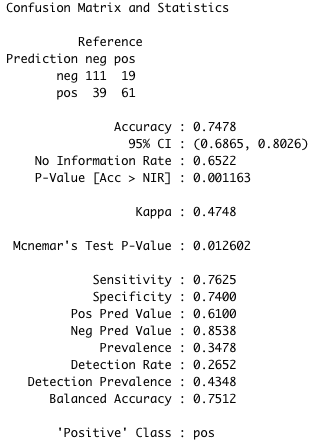 Confusion Matrix and Statistics
Reference
Prediction neg pos
neg 111 19
pos 39 61
Accuracy : 0.7478
95% CI : (0.6865, 0.8026)
No Information Rate : 0.6522
P-Value [Acc > NIR] : 0.001163
Kappa : 0.4748
Mcnemar's Test P-Value : 0.012602
Sensitivity : 0.7625
Specificity : 0.7400
Pos Pred Value : 0.6100
Neg Pred Value : 0.8538
Prevalence : 0.3478
Detection Rate : 0.2652
Detection Prevalence : 0.4348
Balanced Accuracy : 0.7512
'Positive' Class : pos